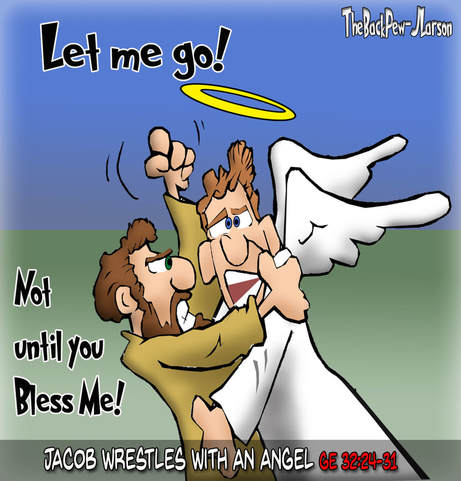 TheBackPew-JLarson
Let me go!
Not
until you
Bless Me!
JACOB WRESTLES WITH AN ANGEL GE 32:24-31